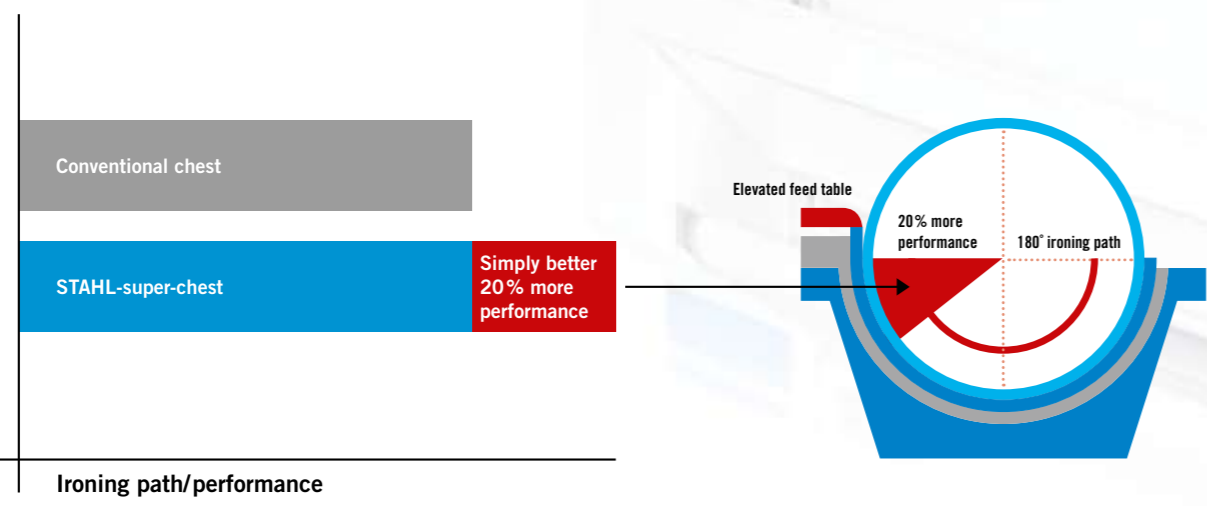 Conventional chest
STAHL-super-chest
Simply better
20% more
performance
Ironing path/performance
Elevated feed table
20% more
performance
180° ironing path